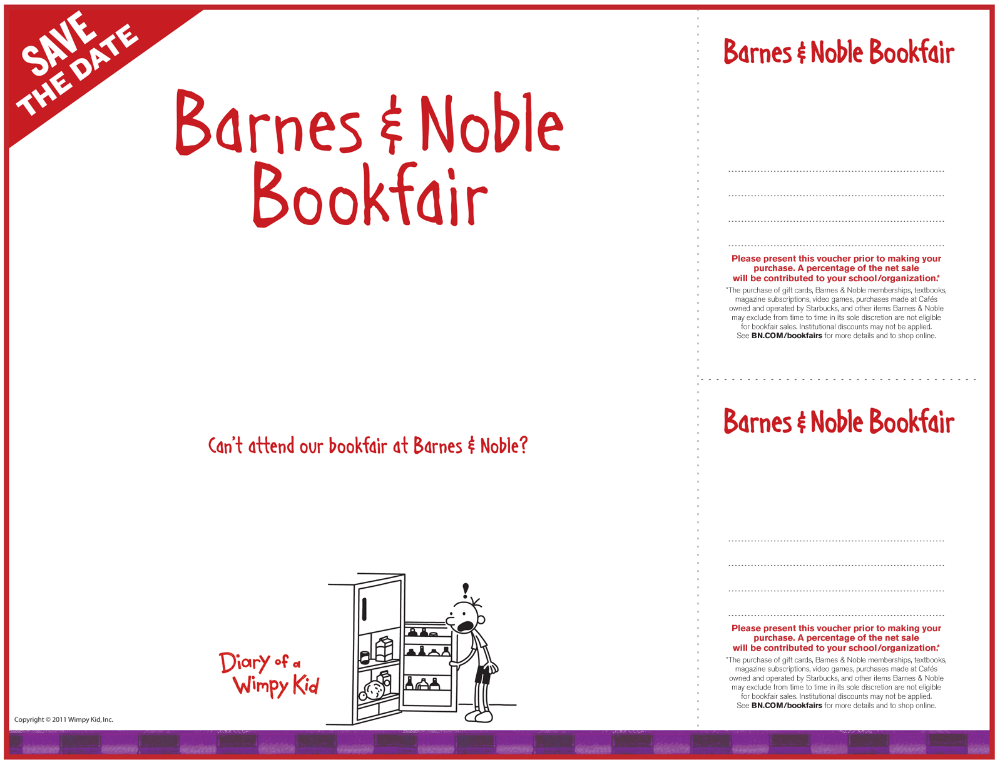 SAVE
THE DATE
Barnes & Noble
Bookfair
Can't attend our bookfair at Barnes & Noble?
Diary of a
Wimpy Kid
!
Copyright © 2011 Wimpy Kid, Inc.
Barnes & Noble Bookfair
Please present this voucher prior to making your
purchase. A percentage of the net sale
will be contributed to your school/organization.*
*The purchase of gift cards, Barnes & Noble memberships, textbooks,
magazine subscriptions, video games, purchases made at Cafés
owned and operated by Starbucks, and other items Barnes & Noble
may exclude from time to time in its sole discretion are not eligible
for bookfair sales. Institutional discounts may not be applied.
See BN.COM/bookfairs for more details and to shop online.
Barnes & Noble Bookfair
Please present this voucher prior to making your
purchase. A percentage of the net sale
will be contributed to your school/organization.*
*The purchase of gift cards, Barnes & Noble memberships, textbooks,
magazine subscriptions, video games, purchases made at Cafés
owned and operated by Starbucks, and other items Barnes & Noble
may exclude from time to time in its sole discretion are not eligible
for bookfair sales. Institutional discounts may not be applied.
See BN.COM/bookfairs for more details and to shop online.